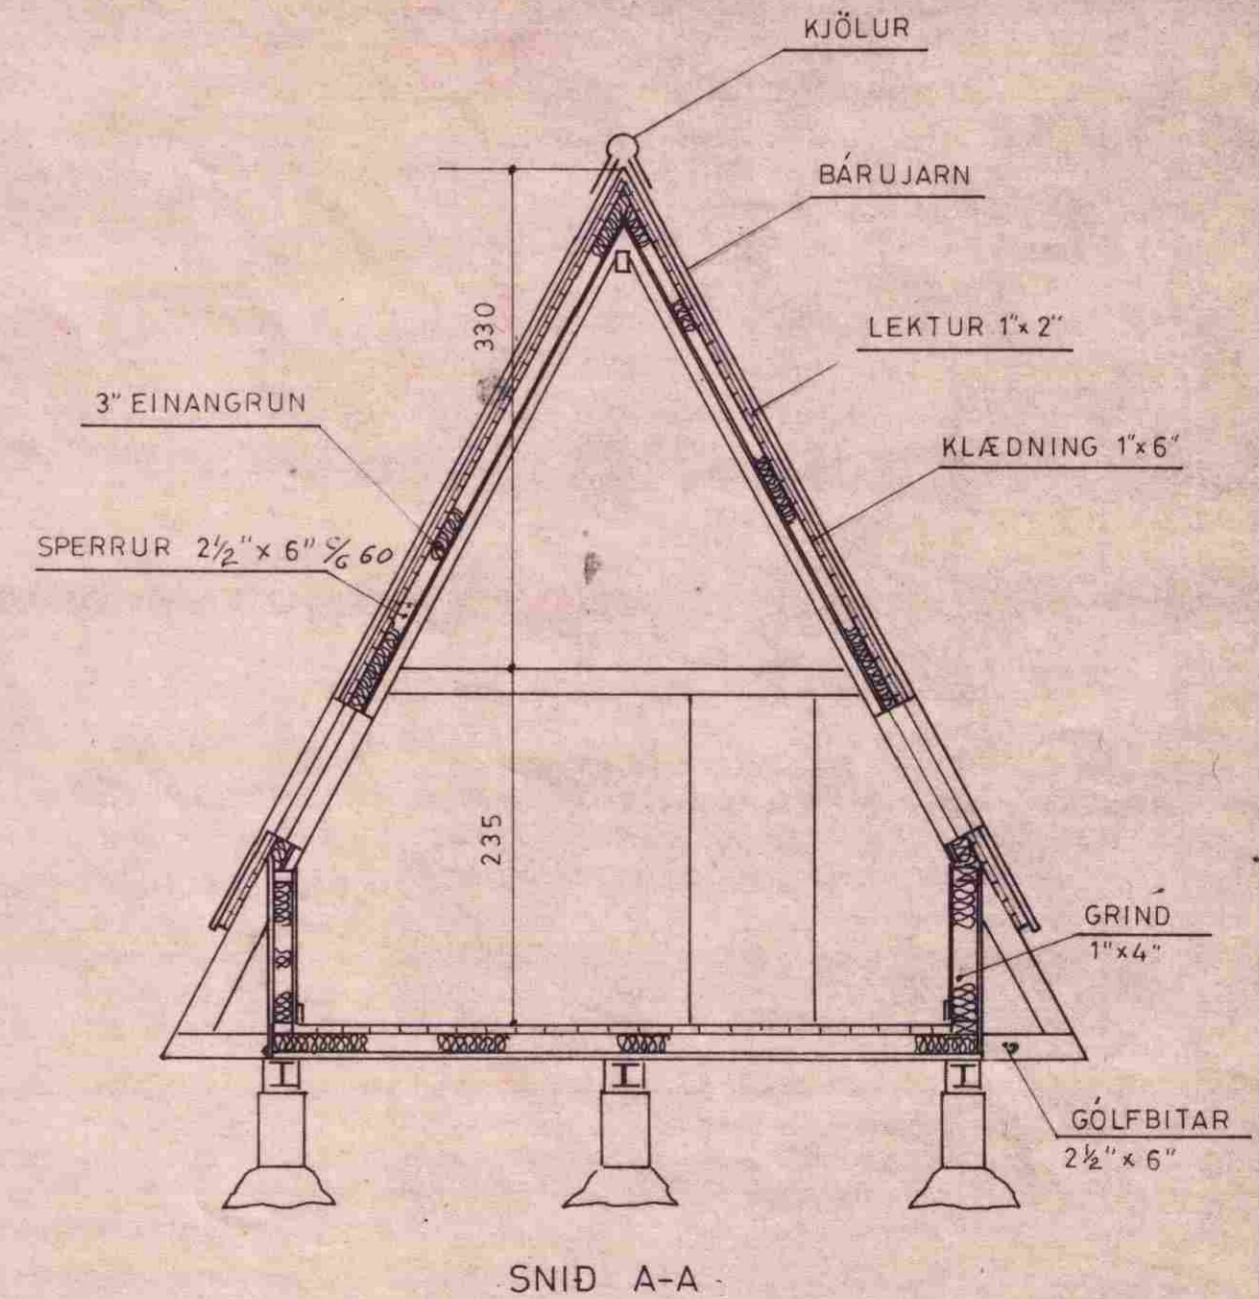 KJÖLUR
BÁRUJARN
330
LEKTUR 1"x 2"
3" EINANGRUN
KLÆDNING 1"x 6"
SPERRUR 2½" x 6" c/c 60
235
GRIND
1"x4"
GÓLFBITAR
2½" x 6"
SNIÐ A-A